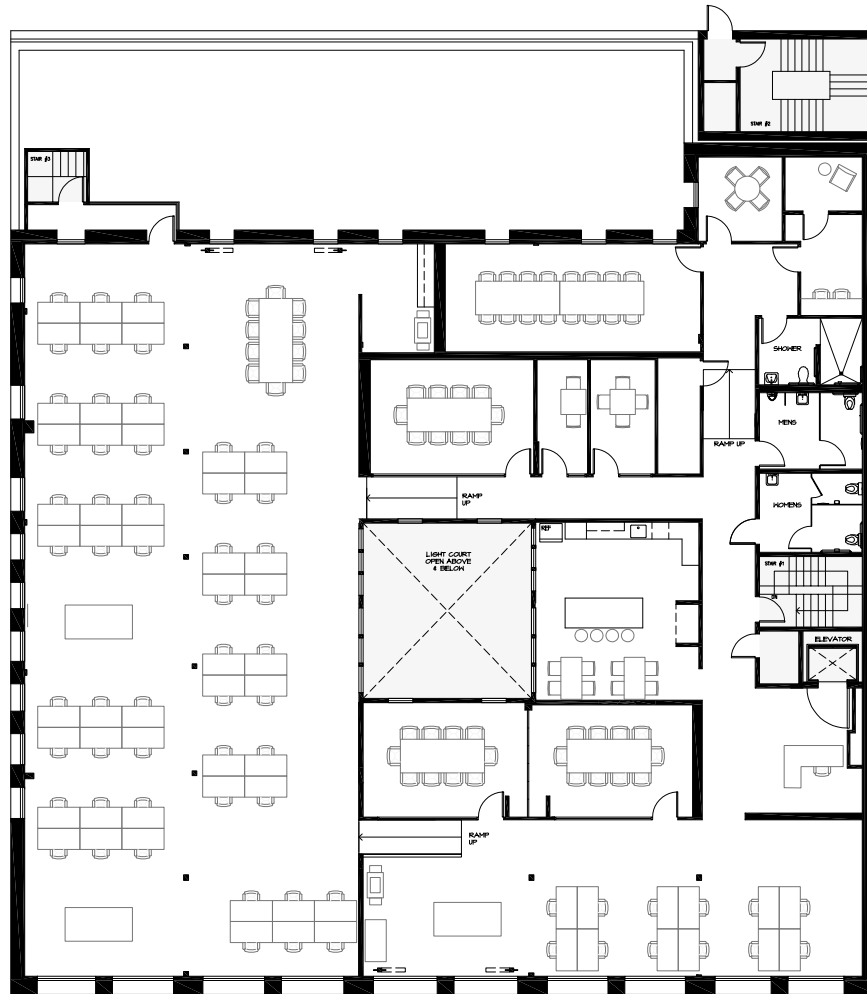 STAIR #2
STAIR #3
SHOWER
MENS
RAMP UP
RAMP
UP
REF
WOMENS
LIGHT COURT
OPEN ABOVE
& BELOW
STAIR #1
DN
ELEVATOR
RAMP
UP